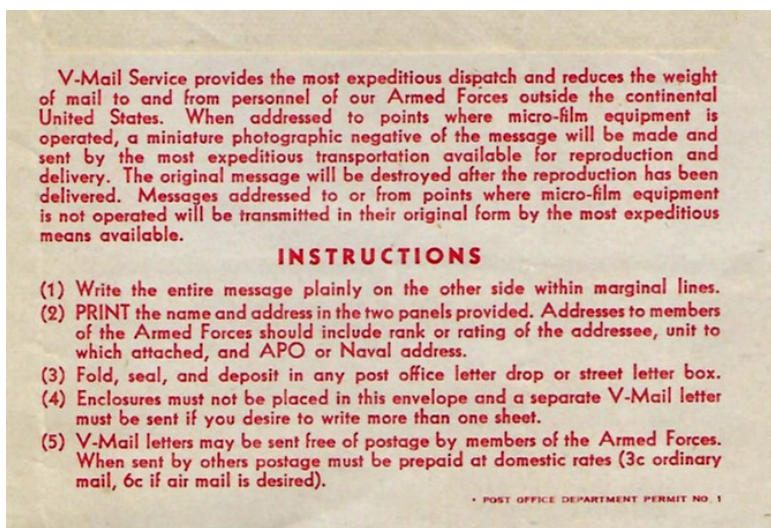 V-Mail Service provides the most expeditious dispatch and reduces the weight
of mail to and from personnel of our Armed Forces outside the continental
United States. When addressed to points where micro-film equipment is
operated, a miniature photographic negative of the message will be made and
sent by the most expeditious transportation available for reproduction and
delivery. The original message will be destroyed after the reproduction has been
delivered. Messages addressed to or from points where micro-film equipment
is not operated will be transmitted in their original form by the most expeditious
means available.
INSTRUCTIONS
(1) Write the entire message plainly on the other side within marginal lines.
(2) PRINT the name and address in the two panels provided. Addresses to members
of the Armed Forces should include rank or rating of the addressee, unit to
which attached, and APO or Naval address.
(3) Fold, seal, and deposit in any post office letter drop or street letter box.
(4) Enclosures must not be placed in this envelope and a separate V-Mail letter
must be sent if you desire to write more than one sheet.
(5) V-Mail letters may be sent free of postage by members of the Armed Forces.
When sent by others postage must be prepaid at domestic rates (3c ordinary
mail, 6c if air mail is desired).
• POST OFFICE DEPARTMENT PERMIT NO. 1